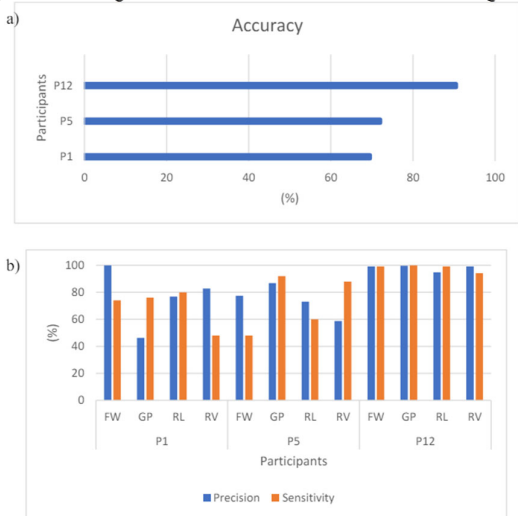 a)
Accuracy
Participants
P12
P5
P1
0 20 40 60 80 100
(%)
b)
(%)
100
80
60
40
20
0
FW GP RL RV FW GP RL RV FW GP RL RV
P1 P5 P12
Participants
Precision Sensitivity